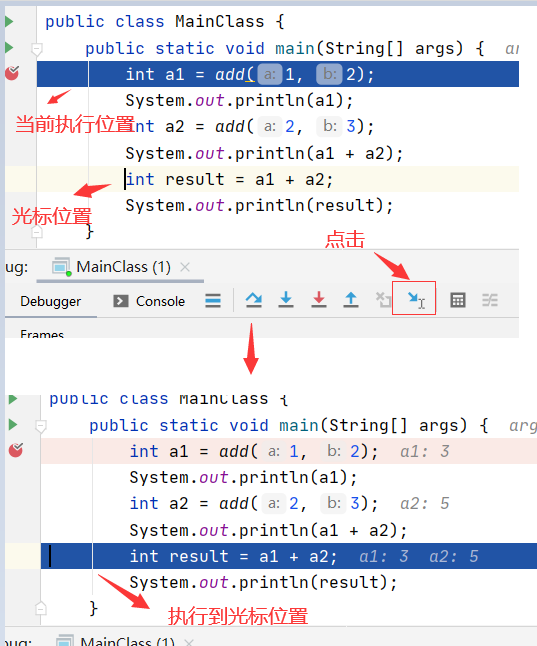 public class MainClass {
public static void main(String[] args) { ar
int a1 = add( a: 1, b: 2);
System.out.println(a1);
当前执行位置
int a2 = add( a: 2, b: 3);
System.out.println(a1 + a2);
int result = a1 + a2;
光标位置
System.out.println(result);
}
点击
ug: MainClass (1) ×
Debugger Console
Frames
public class MainClass {
public static void main(String[] args) { arg
int a1 = add( a: 1, b: 2); a1: 3
System.out.println(a1);
int a2 = add( a: 2, b: 3); a2: 5
System.out.println(a1 + a2);
int result = a1 + a2; a1: 3 a2: 5
System.out.println(result);
}
执行到光标位置
ug: MainClass (1) ×